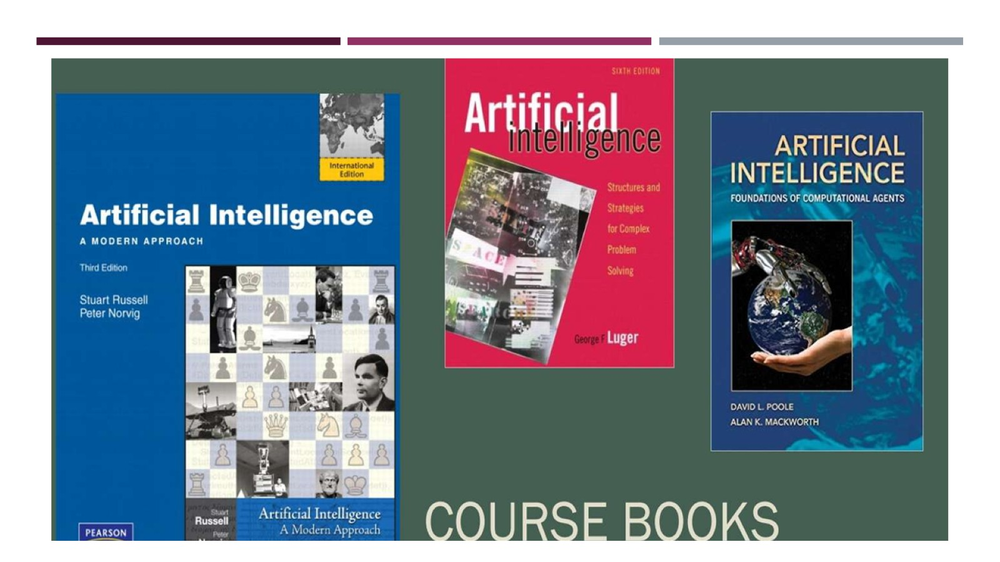 International
Edition
Artificial Intelligence
A MODERN APPROACH
Third Edition
Stuart Russell
Peter Norvig
Stuart
Russell
Peter
Artificial Intelligence
A Modern Approach
PEARSON
SIXTH EDITION
Artificial
intelligence
Structures and
Strategies
for Complex
Problem
Solving
SPACE
George F Luger
ARTIFICIAL
INTELLIGENCE
FOUNDATIONS OF COMPUTATIONAL AGENTS
DAVID L. POOLE
ALAN K. MACKWORTH
COURSE BOOKS